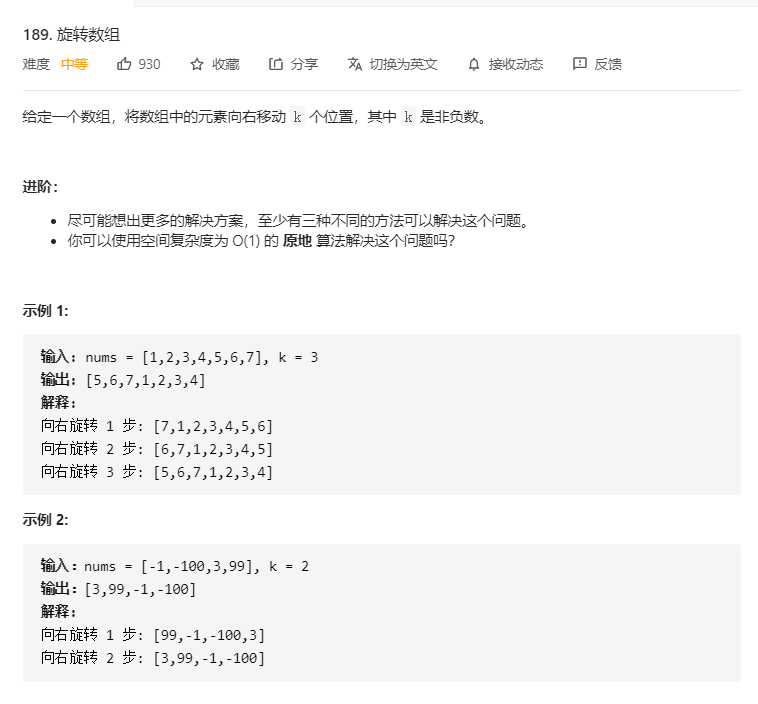 189. 旋转数组
难度 中等 930 收藏 分享 切换为英文 接收动态 反馈
给定一个数组，将数组中的元素向右移动 k 个位置，其中 k 是非负数。
进阶：
尽可能想出更多的解决方案，至少有三种不同的方法可以解决这个问题。
你可以使用空间复杂度为 O(1) 的 原地 算法解决这个问题吗？
示例 1:
输入: nums = [1,2,3,4,5,6,7], k = 3
输出: [5,6,7,1,2,3,4]
解释:
向右旋转 1 步: [7,1,2,3,4,5,6]
向右旋转 2 步: [6,7,1,2,3,4,5]
向右旋转 3 步: [5,6,7,1,2,3,4]
示例 2:
输入：nums = [-1,-100,3,99], k = 2
输出：[3,99,-1,-100]
解释:
向右旋转 1 步: [99,-1,-100,3]
向右旋转 2 步: [3,99,-1,-100]